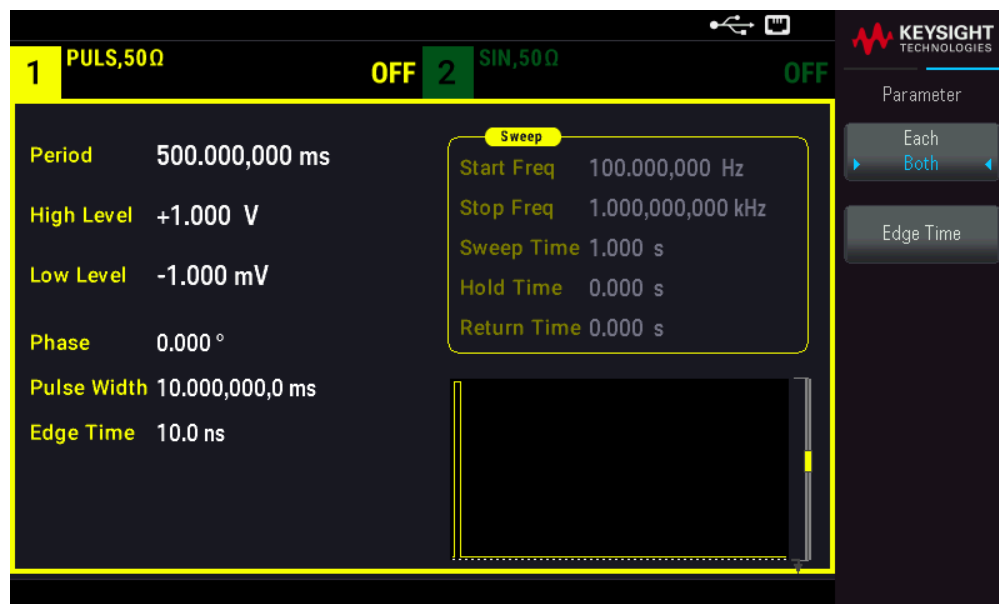 KEYSIGHT
TECHNOLOGIES
1 PULS,50Ω OFF
2 SIN,50Ω OFF
Period 500.000,000 ms
High Level +1.000 V
Low Level -1.000 mV
Phase 0.000 °
Pulse Width 10.000,000,0 ms
Edge Time 10.0 ns
Sweep
Start Freq 100.000,000 Hz
Stop Freq 1.000,000,000 kHz
Sweep Time 1.000 s
Hold Time 0.000 s
Return Time 0.000 s
Parameter
Each
Both
Edge Time